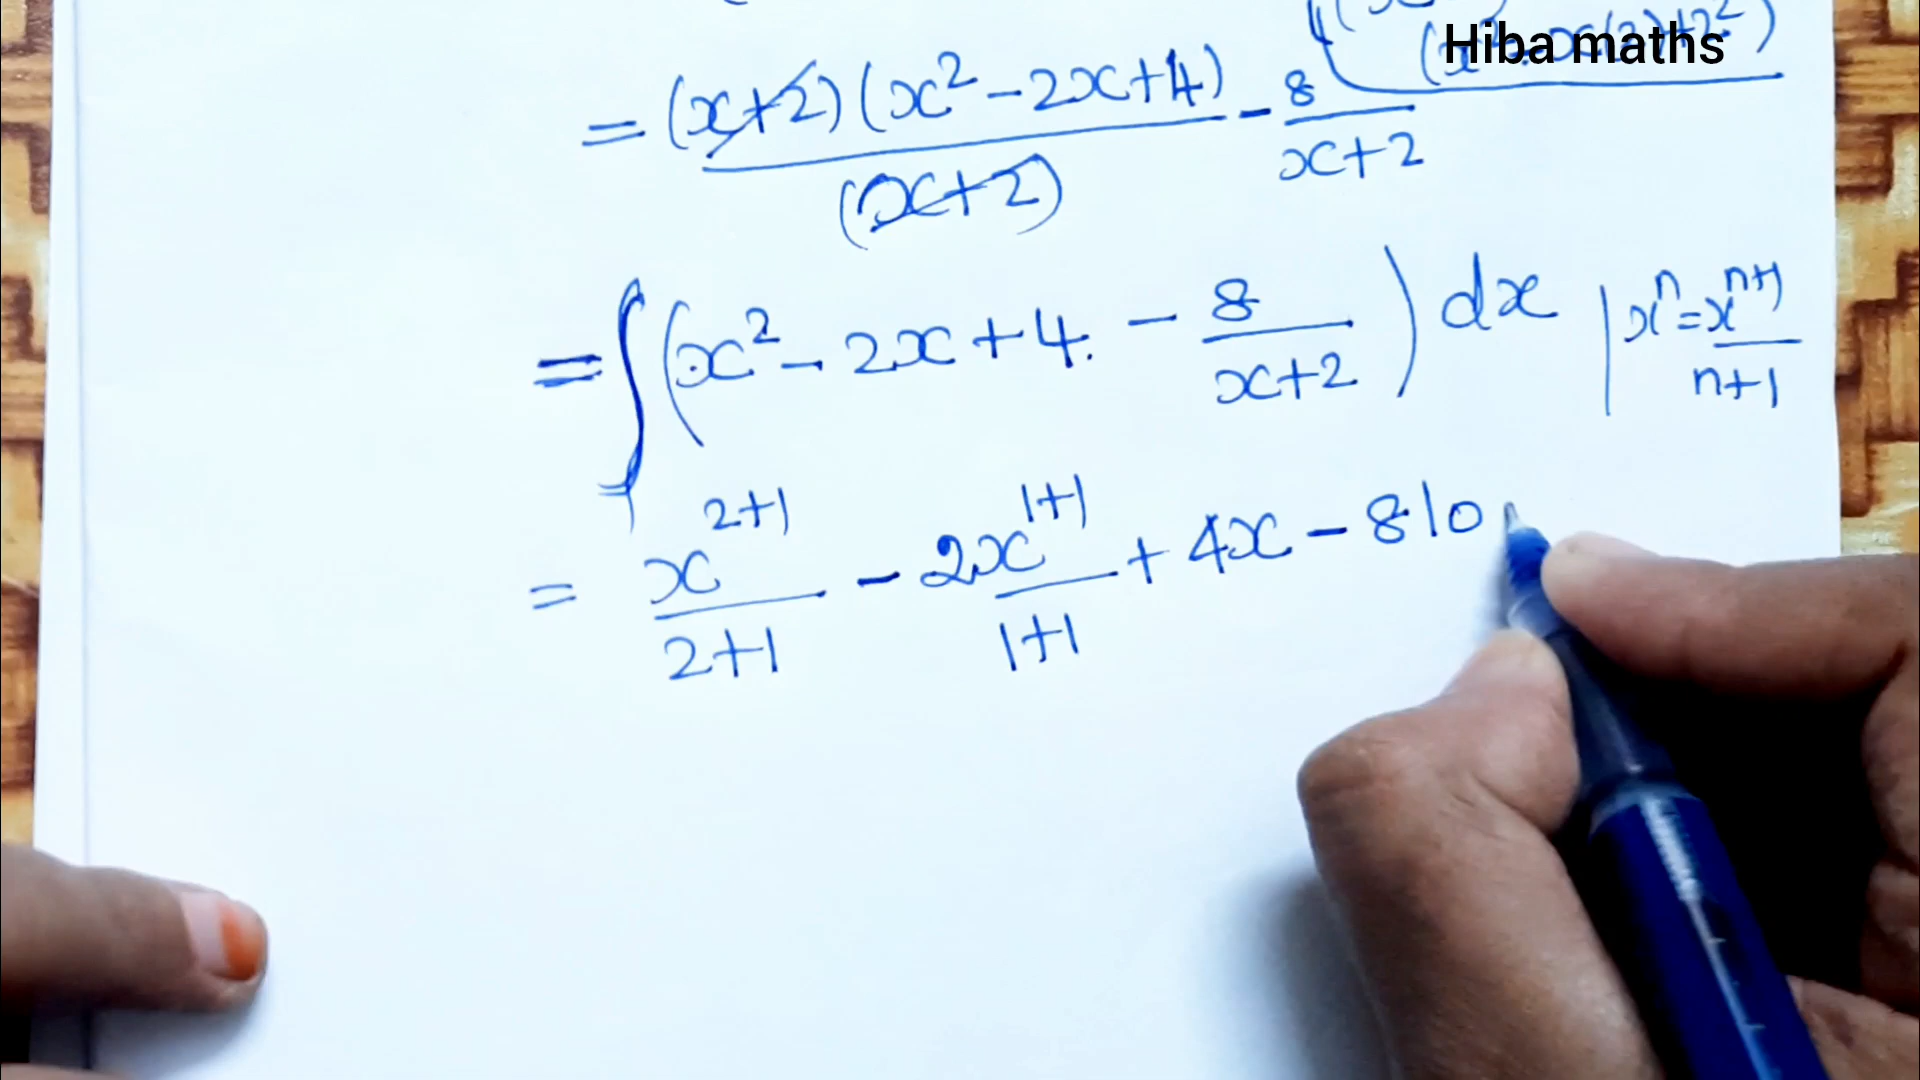 Hiba maths
= (x+2)(x²-2x+4)/(x+2) - 8/x+2
= ∫(x²-2x+4. - 8/x+2) dx | xⁿ = xⁿ⁺¹/n+1
= x²⁺¹/2+1 - 2x¹⁺¹/1+1 + 4x - 8lo